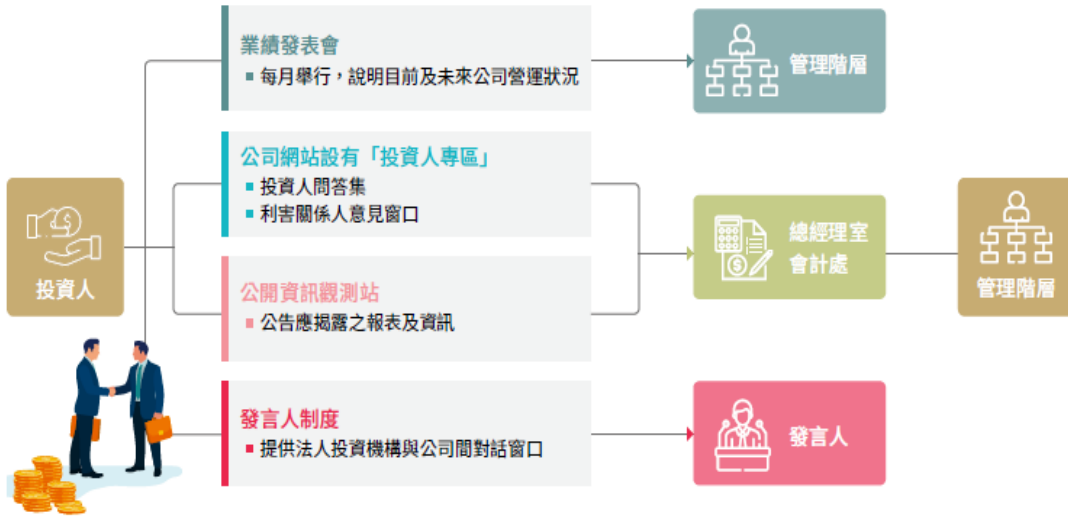 業績發表會
每月舉行，說明目前及未來公司營運狀況
管理階層
公司網站設有「投資人專區」
投資人問答集
利害關係人意見窗口
投資人
總經理室
會計處
管理階層
公開資訊觀測站
公告應揭露之報表及資訊
發言人制度
提供法人投資機構與公司間對話窗口
發言人